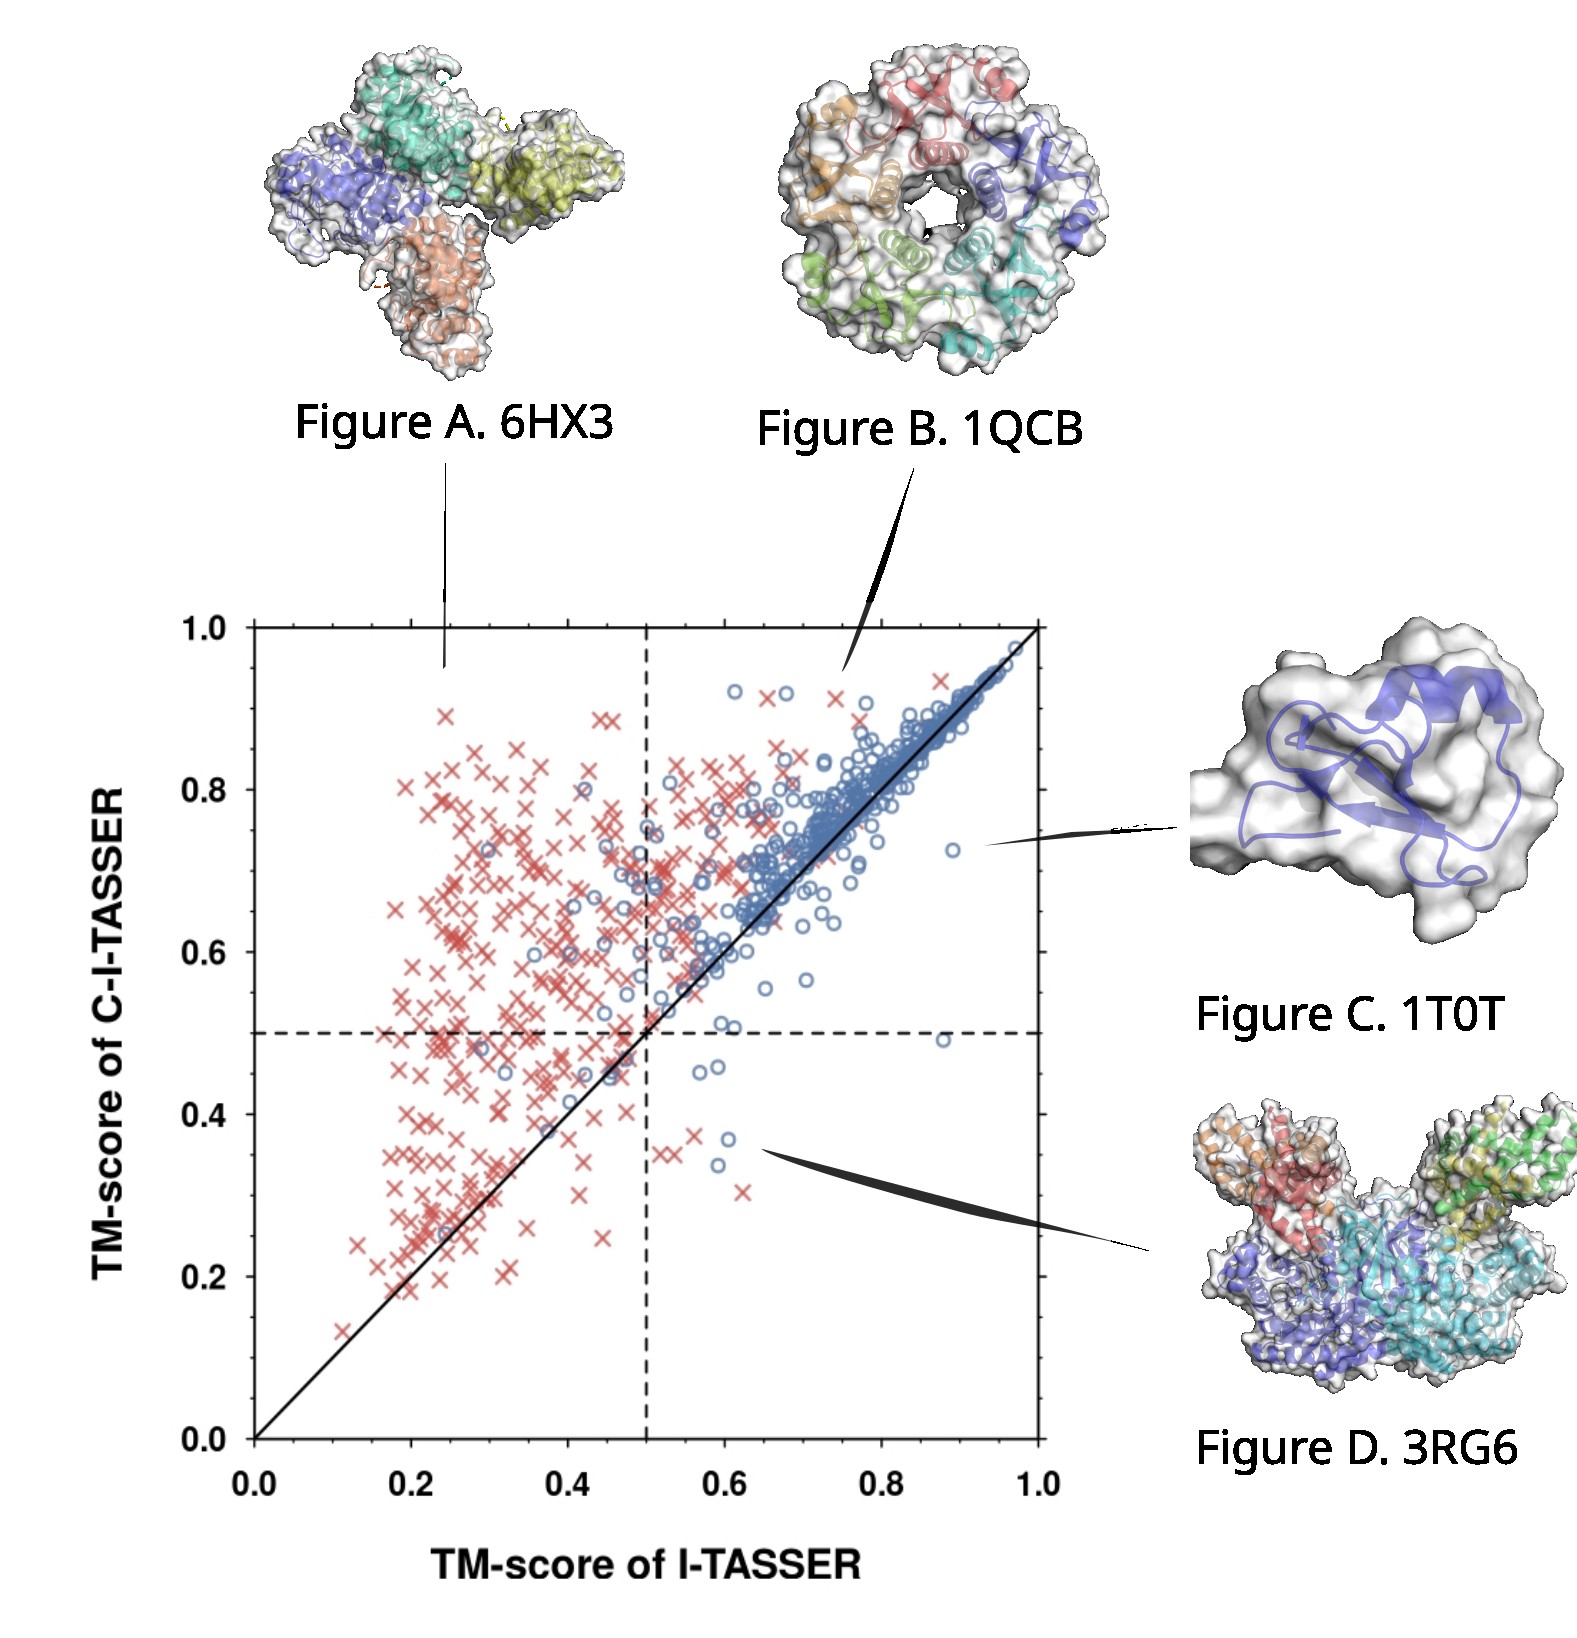 Figure A. 6HX3
Figure B. 1QCB
TM-score of C-I-TASSER
1.0
0.8
0.6
0.4
0.2
0.0
0.0 0.2 0.4 0.6 0.8 1.0
TM-score of I-TASSER
Figure C. 1T0T
Figure D. 3RG6